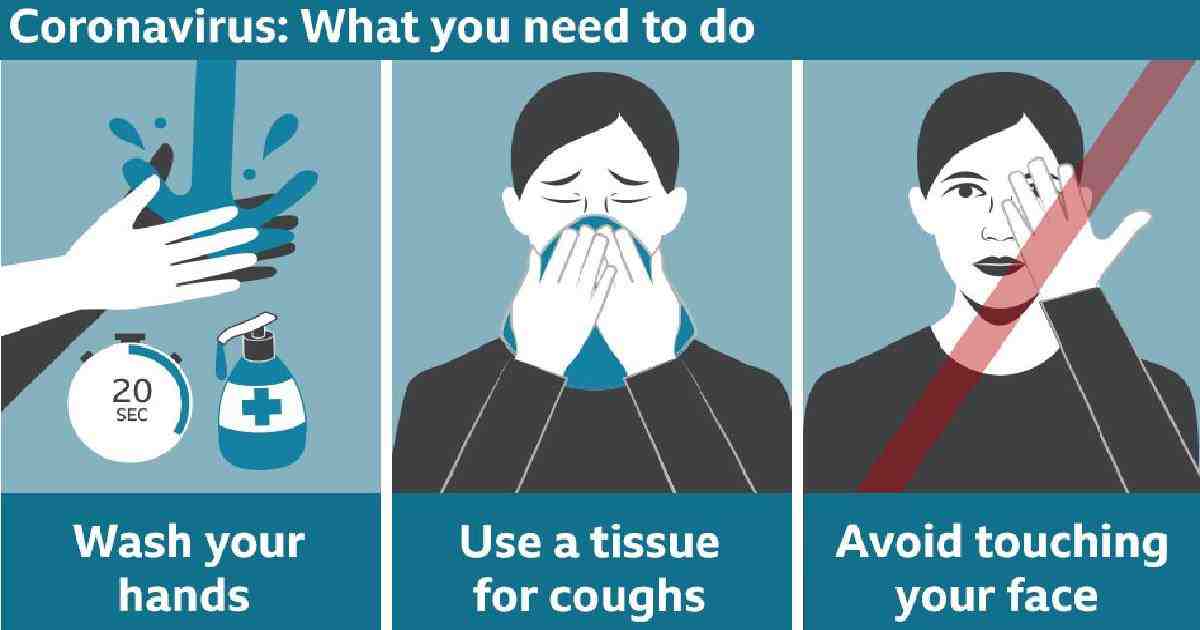 Coronavirus: What you need to do
20
SEC
Wash your
hands
Use a tissue
for coughs
Avoid touching
your face